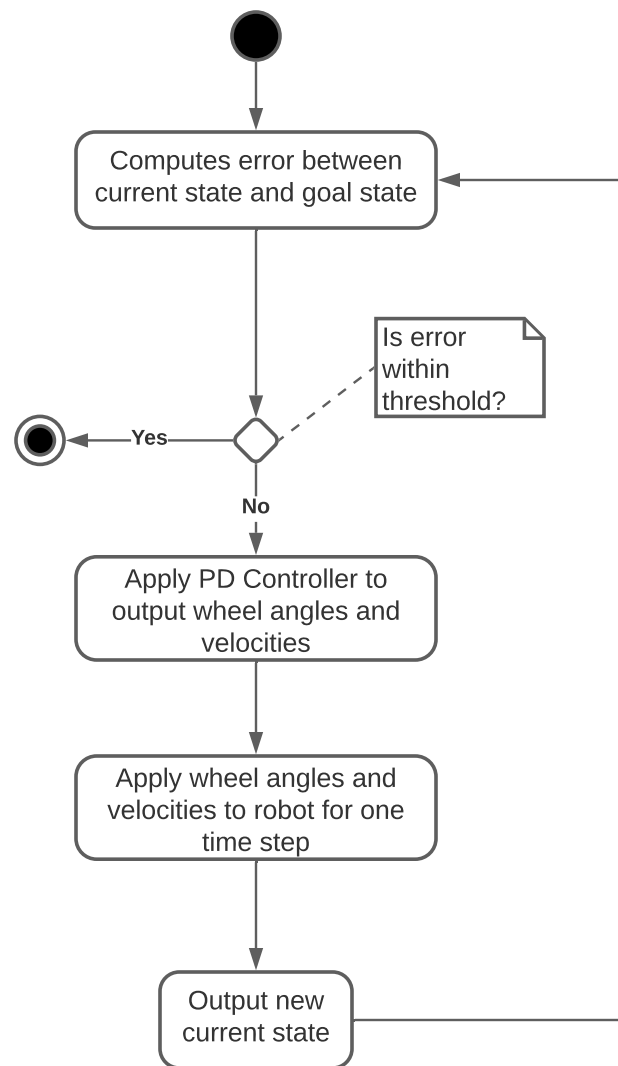 Computes error between
current state and goal state
Is error
within
threshold?
Yes
No
Apply PD Controller to
output wheel angles and
velocities
Apply wheel angles and
velocities to robot for one
time step
Output new
current state